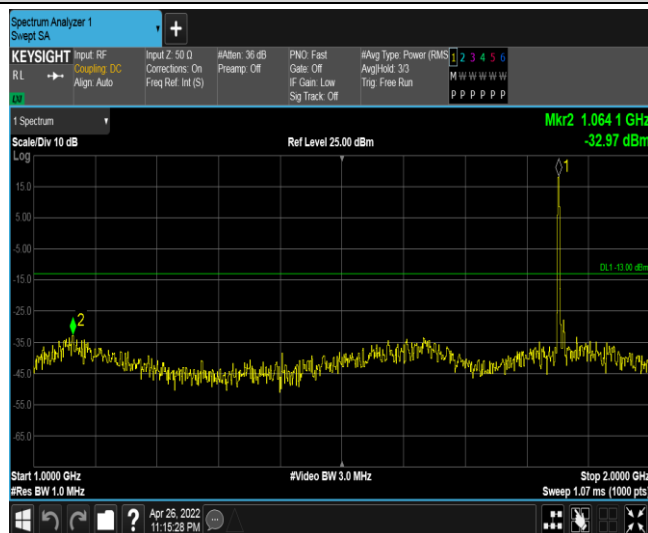 Spectrum Analyzer 1
Swept SA
+
KEYSIGHT Input: RF Input Z: 50 Ω #Atten: 36 dB PNO: Fast #Avg Type: Power (RMS 1 2 3 4 5 6
RL Coupling: DC Corrections: On Preamp: Off Gate: Off Avg|Hold: 3/3 M W W W W W
Align: Auto Freq Ref: Int (S) IF Gain: Low Trig: Free Run
Sig Track: Off P P P P P P
1 Spectrum Mkr2 1.064 1 GHz
Scale/Div 10 dB Ref Level 25.00 dBm -32.97 dBm
Log
1
15.0
5.00
-5.00
DL1 -13.00 dBm
-15.0
-25.0
2
-35.0
-45.0
-55.0
-65.0
Start 1.0000 GHz #Video BW 3.0 MHz Stop 2.0000 GHz
#Res BW 1.0 MHz Sweep 1.07 ms (1000 pts)
? Apr 26, 2022
11:15:28 PM